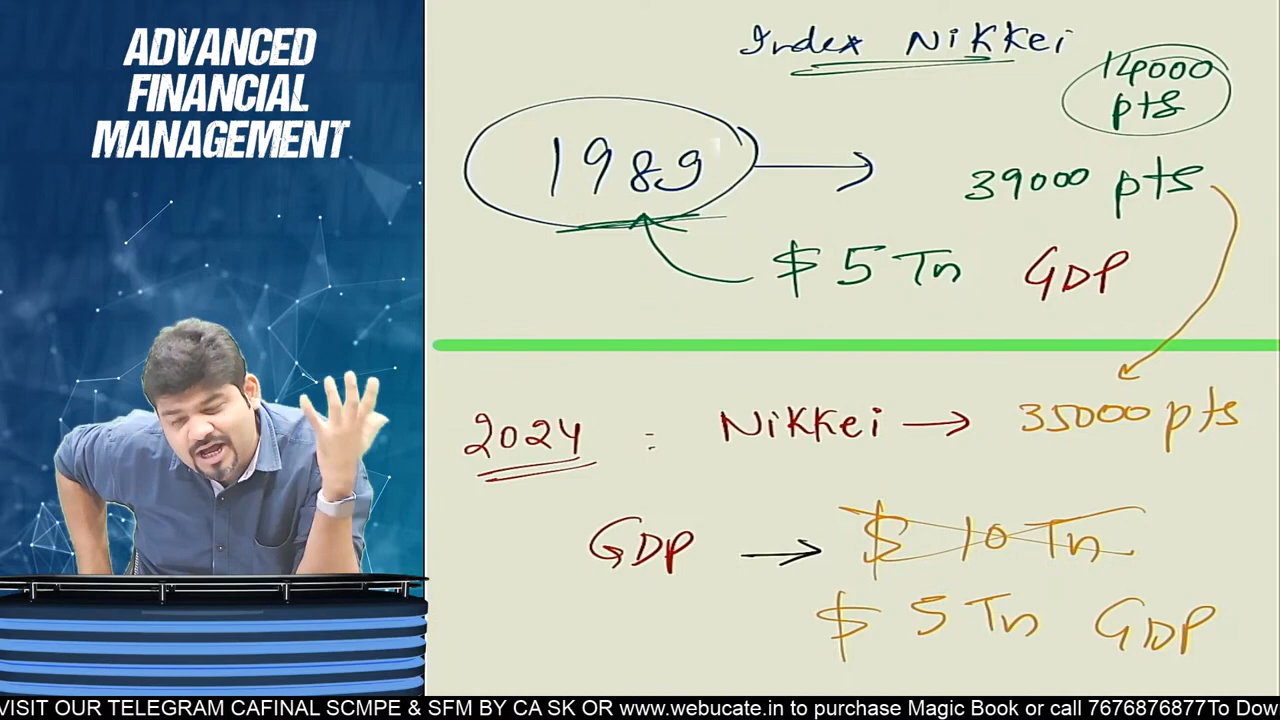 ADVANCED
FINANCIAL
MANAGEMENT
Index Nikkei
14000
pts
1989 → 39000 pts
$ 5 Tn GDP
2024 : Nikkei → 35000 pts
GDP → $ 10 Tn
$ 5 Tn GDP
VISIT OUR TELEGRAM CAFINAL SCMPE & SFM BY CA SK OR www.webucate.in to purchase Magic Book or call 7676876877To Dow